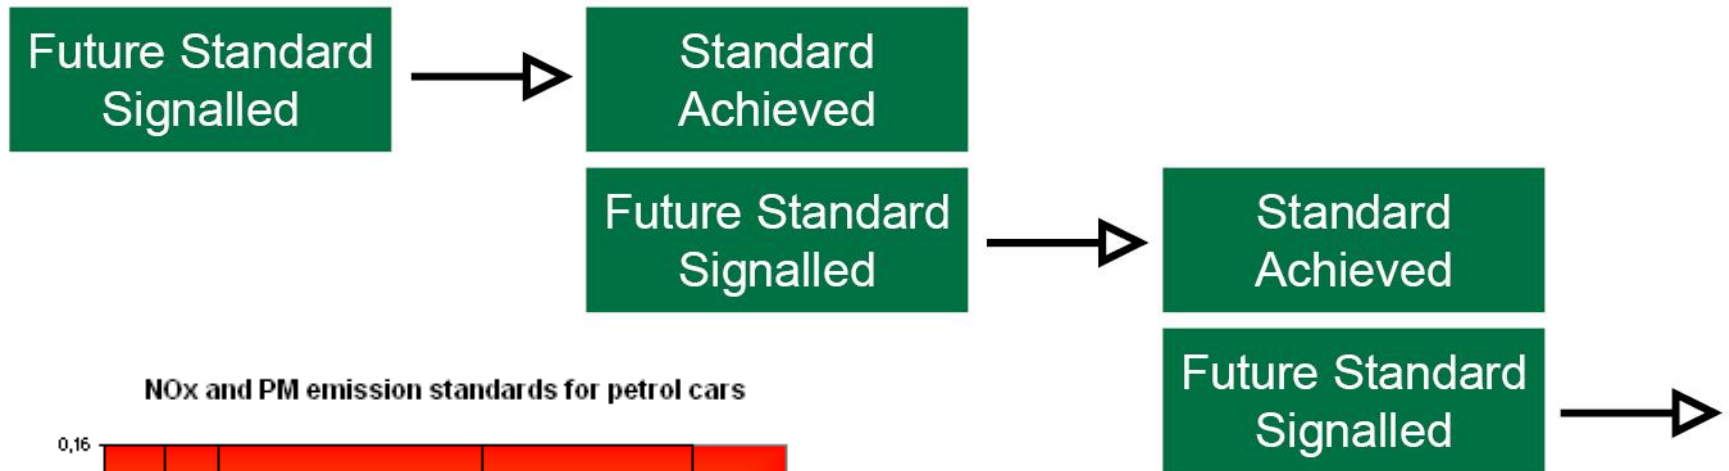 Future Standard
Signalled
Standard
Achieved
Future Standard
Signalled
Standard
Achieved
Future Standard
Signalled
NOx and PM emission standards for petrol cars
0,16